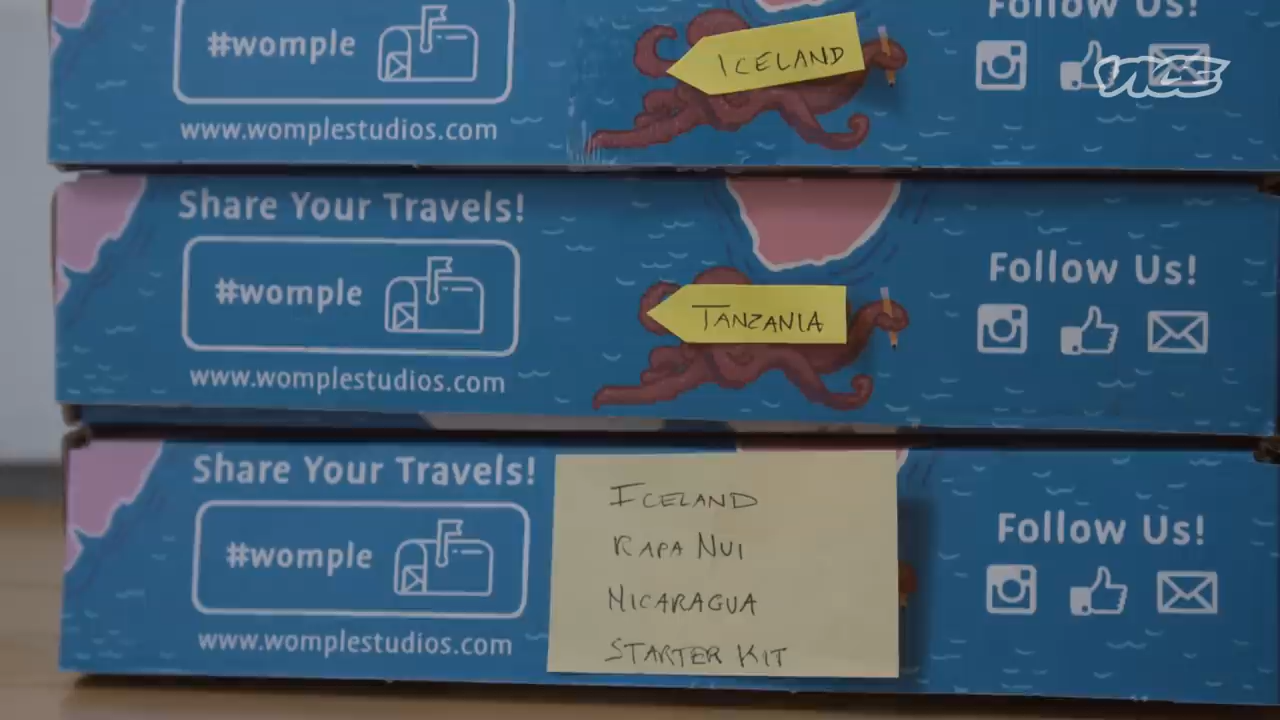 Follow Us!
#womple
ICELAND
VICE
www.womplestudios.com
Share Your Travels!
#womple
TANZANIA
Follow Us!
www.womplestudios.com
Share Your Travels!
#womple
ICELAND
RAPA NUI
NICARAGUA
STARTER KIT
Follow Us!
www.womplestudios.com